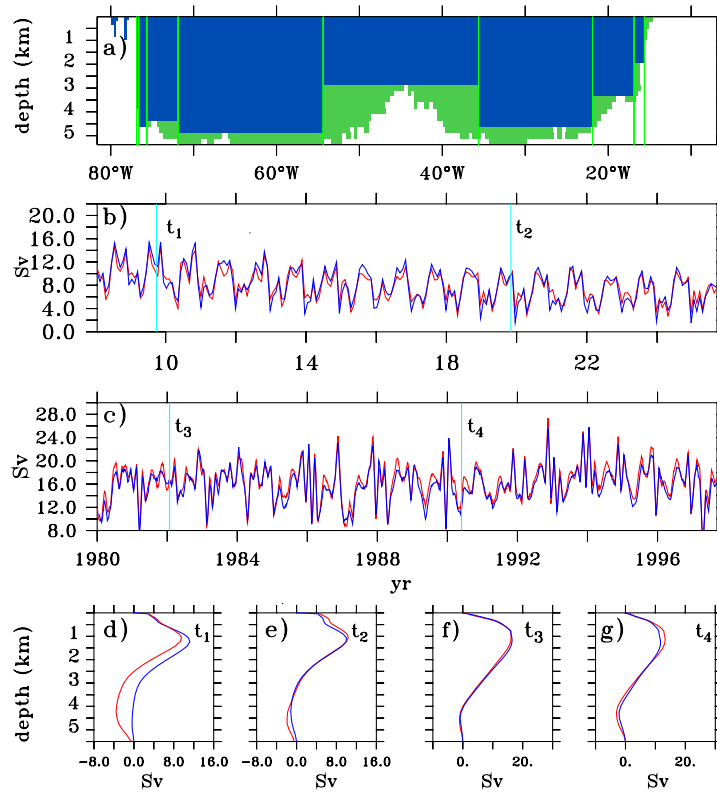 a)
depth (km)
1
2
3
4
5
80°W
60°W
40°W
20°W
b)
t1
t2
Sv
20.0
16.0
12.0
8.0
4.0
0.0
10
14
18
22
c)
t3
t4
Sv
28.0
24.0
20.0
16.0
12.0
8.0
1980
1984
1988
1992
1996
yr
d)
t1
e)
t2
f)
t3
g)
t4
depth (km)
1
2
3
4
5
-8.0 0.0 8.0 16.0
-8.0 0.0 8.0 16.0
0. 20.
0. 20.
Sv
Sv
Sv
Sv